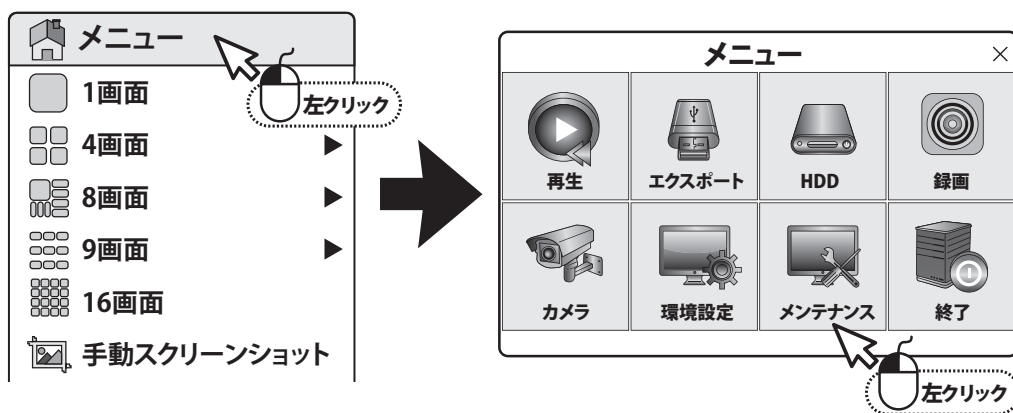 メニュー
左クリック
1画面
4画面
8画面
9画面
16画面
手動スクリーンショット
メニュー
再生 エクスポート HDD 録画
カメラ 環境設定 メンテナンス 終了
左クリック